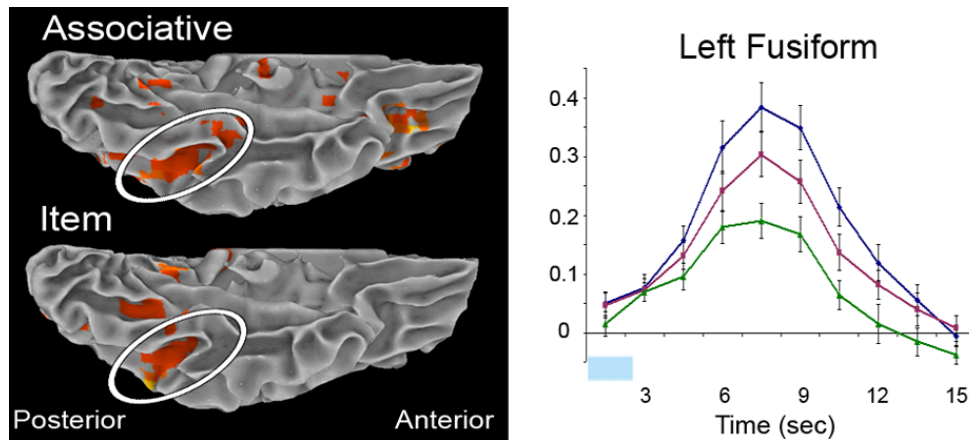 Associative
Item
Posterior
Anterior
Left Fusiform
0.4
0.3
0.2
0.1
0
3 6 9 12 15
Time (sec)